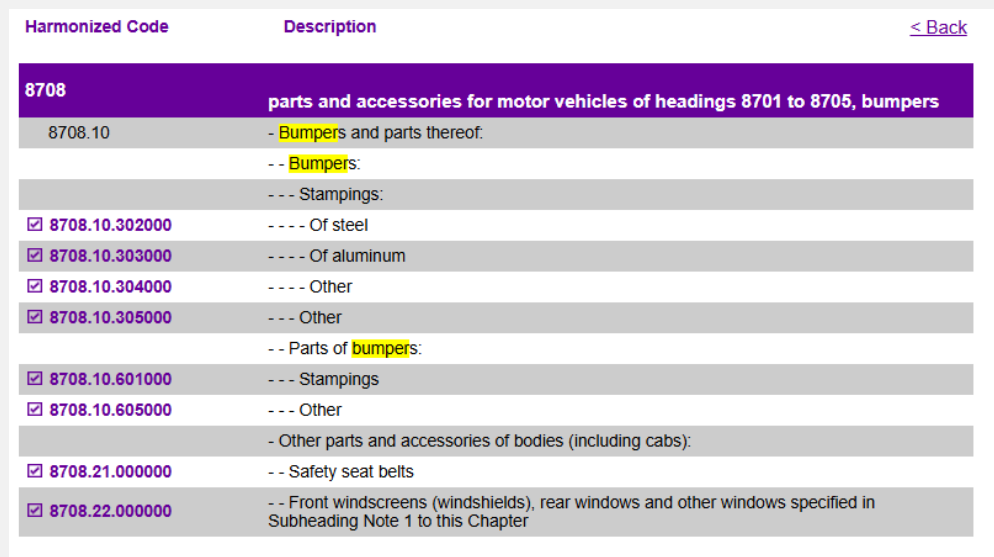 Harmonized Code Description < Back
8708
parts and accessories for motor vehicles of headings 8701 to 8705, bumpers
8708.10 - Bumpers and parts thereof:
- - Bumpers:
- - - Stampings:
8708.10.302000 - - - - Of steel
8708.10.303000 - - - - Of aluminum
8708.10.304000 - - - - Other
8708.10.305000 - - - Other
- - Parts of bumpers:
8708.10.601000 - - - Stampings
8708.10.605000 - - - Other
- Other parts and accessories of bodies (including cabs):
8708.21.000000 - - Safety seat belts
8708.22.000000 - - Front windscreens (windshields), rear windows and other windows specified in
Subheading Note 1 to this Chapter